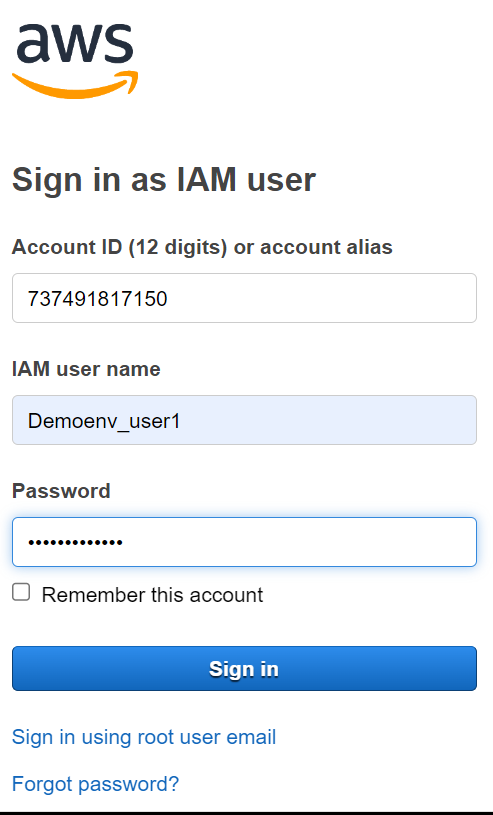 aws
Sign in as IAM user
Account ID (12 digits) or account alias
737491817150
IAM user name
Demoenv_user1
Password
•••••••••••••
Remember this account
Sign in
Sign in using root user email
Forgot password?